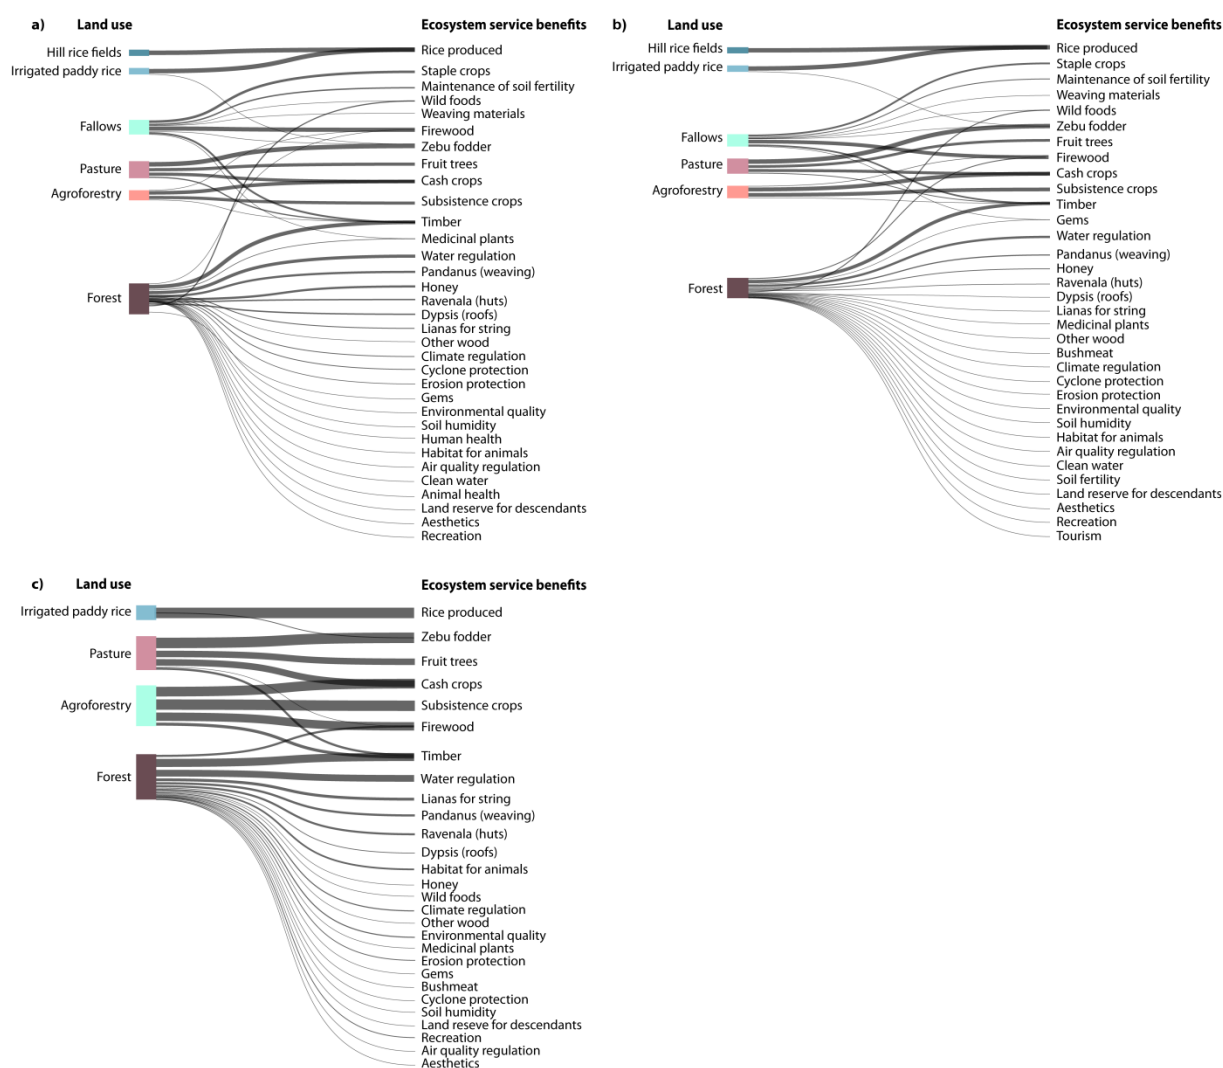 a) Land use Ecosystem service benefits
Hill rice fields
Irrigated paddy rice
Fallows
Pasture
Agroforestry
Forest
Rice produced
Staple crops
Maintenance of soil fertility
Wild foods
Weaving materials
Firewood
Zebu fodder
Fruit trees
Cash crops
Subsistence crops
Timber
Medicinal plants
Water regulation
Pandanus (weaving)
Honey
Ravenala (huts)
Dypsis (roofs)
Lianas for string
Other wood
Climate regulation
Cyclone protection
Erosion protection
Gems
Environmental quality
Soil humidity
Human health
Habitat for animals
Air quality regulation
Clean water
Animal health
Land reserve for descendants
Aesthetics
Recreation
b) Land use Ecosystem service benefits
Hill rice fields
Irrigated paddy rice
Fallows
Pasture
Agroforestry
Forest
Rice produced
Staple crops
Maintenance of soil fertility
Weaving materials
Wild foods
Zebu fodder
Fruit trees
Firewood
Cash crops
Subsistence crops
Timber
Gems
Water regulation
Pandanus (weaving)
Honey
Ravenala (huts)
Dypsis (roofs)
Lianas for string
Medicinal plants
Other wood
Bushmeat
Climate regulation
Cyclone protection
Erosion protection
Environmental quality
Soil humidity
Habitat for animals
Air quality regulation
Clean water
Soil fertility
Land reserve for descendants
Aesthetics
Recreation
Tourism
c) Land use Ecosystem service benefits
Irrigated paddy rice
Pasture
Agroforestry
Forest
Rice produced
Zebu fodder
Fruit trees
Cash crops
Subsistence crops
Firewood
Timber
Water regulation
Lianas for string
Pandanus (weaving)
Ravenala (huts)
Dypsis (roofs)
Habitat for animals
Honey
Wild foods
Climate regulation
Other wood
Environmental quality
Medicinal plants
Erosion protection
Gems
Bushmeat
Cyclone protection
Soil humidity
Land reseve for descendants
Recreation
Air quality regulation
Aesthetics